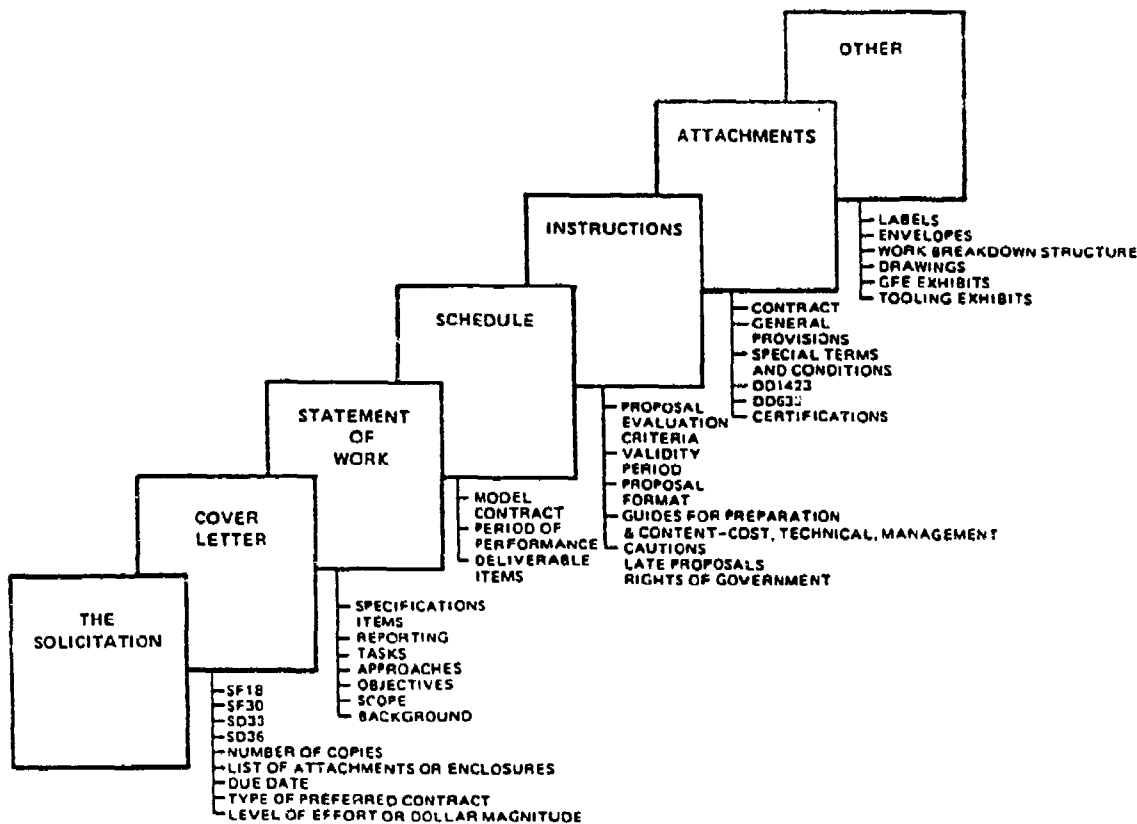 OTHER
ATTACHMENTS
LABELS
ENVELOPES
WORK BREAKDOWN STRUCTURE
DRAWINGS
GFE EXHIBITS
TOOLING EXHIBITS
INSTRUCTIONS
CONTRACT
GENERAL
PROVISIONS
SPECIAL TERMS
AND CONDITIONS
DD1423
DD633
CERTIFICATIONS
SCHEDULE
PROPOSAL
EVALUATION
CRITERIA
VALIDITY
PERIOD
PROPOSAL
FORMAT
GUIDES FOR PREPARATION
& CONTENT-COST, TECHNICAL, MANAGEMENT
CAUTIONS
LATE PROPOSALS
RIGHTS OF GOVERNMENT
STATEMENT
OF
WORK
MODEL
CONTRACT
PERIOD OF
PERFORMANCE
DELIVERABLE
ITEMS
COVER
LETTER
SPECIFICATIONS
ITEMS
REPORTING
TASKS
APPROACHES
OBJECTIVES
SCOPE
BACKGROUND
THE
SOLICITATION
SF18
SF30
SD33
SD36
NUMBER OF COPIES
LIST OF ATTACHMENTS OR ENCLOSURES
DUE DATE
TYPE OF PREFERRED CONTRACT
LEVEL OF EFFORT OR DOLLAR MAGNITUDE